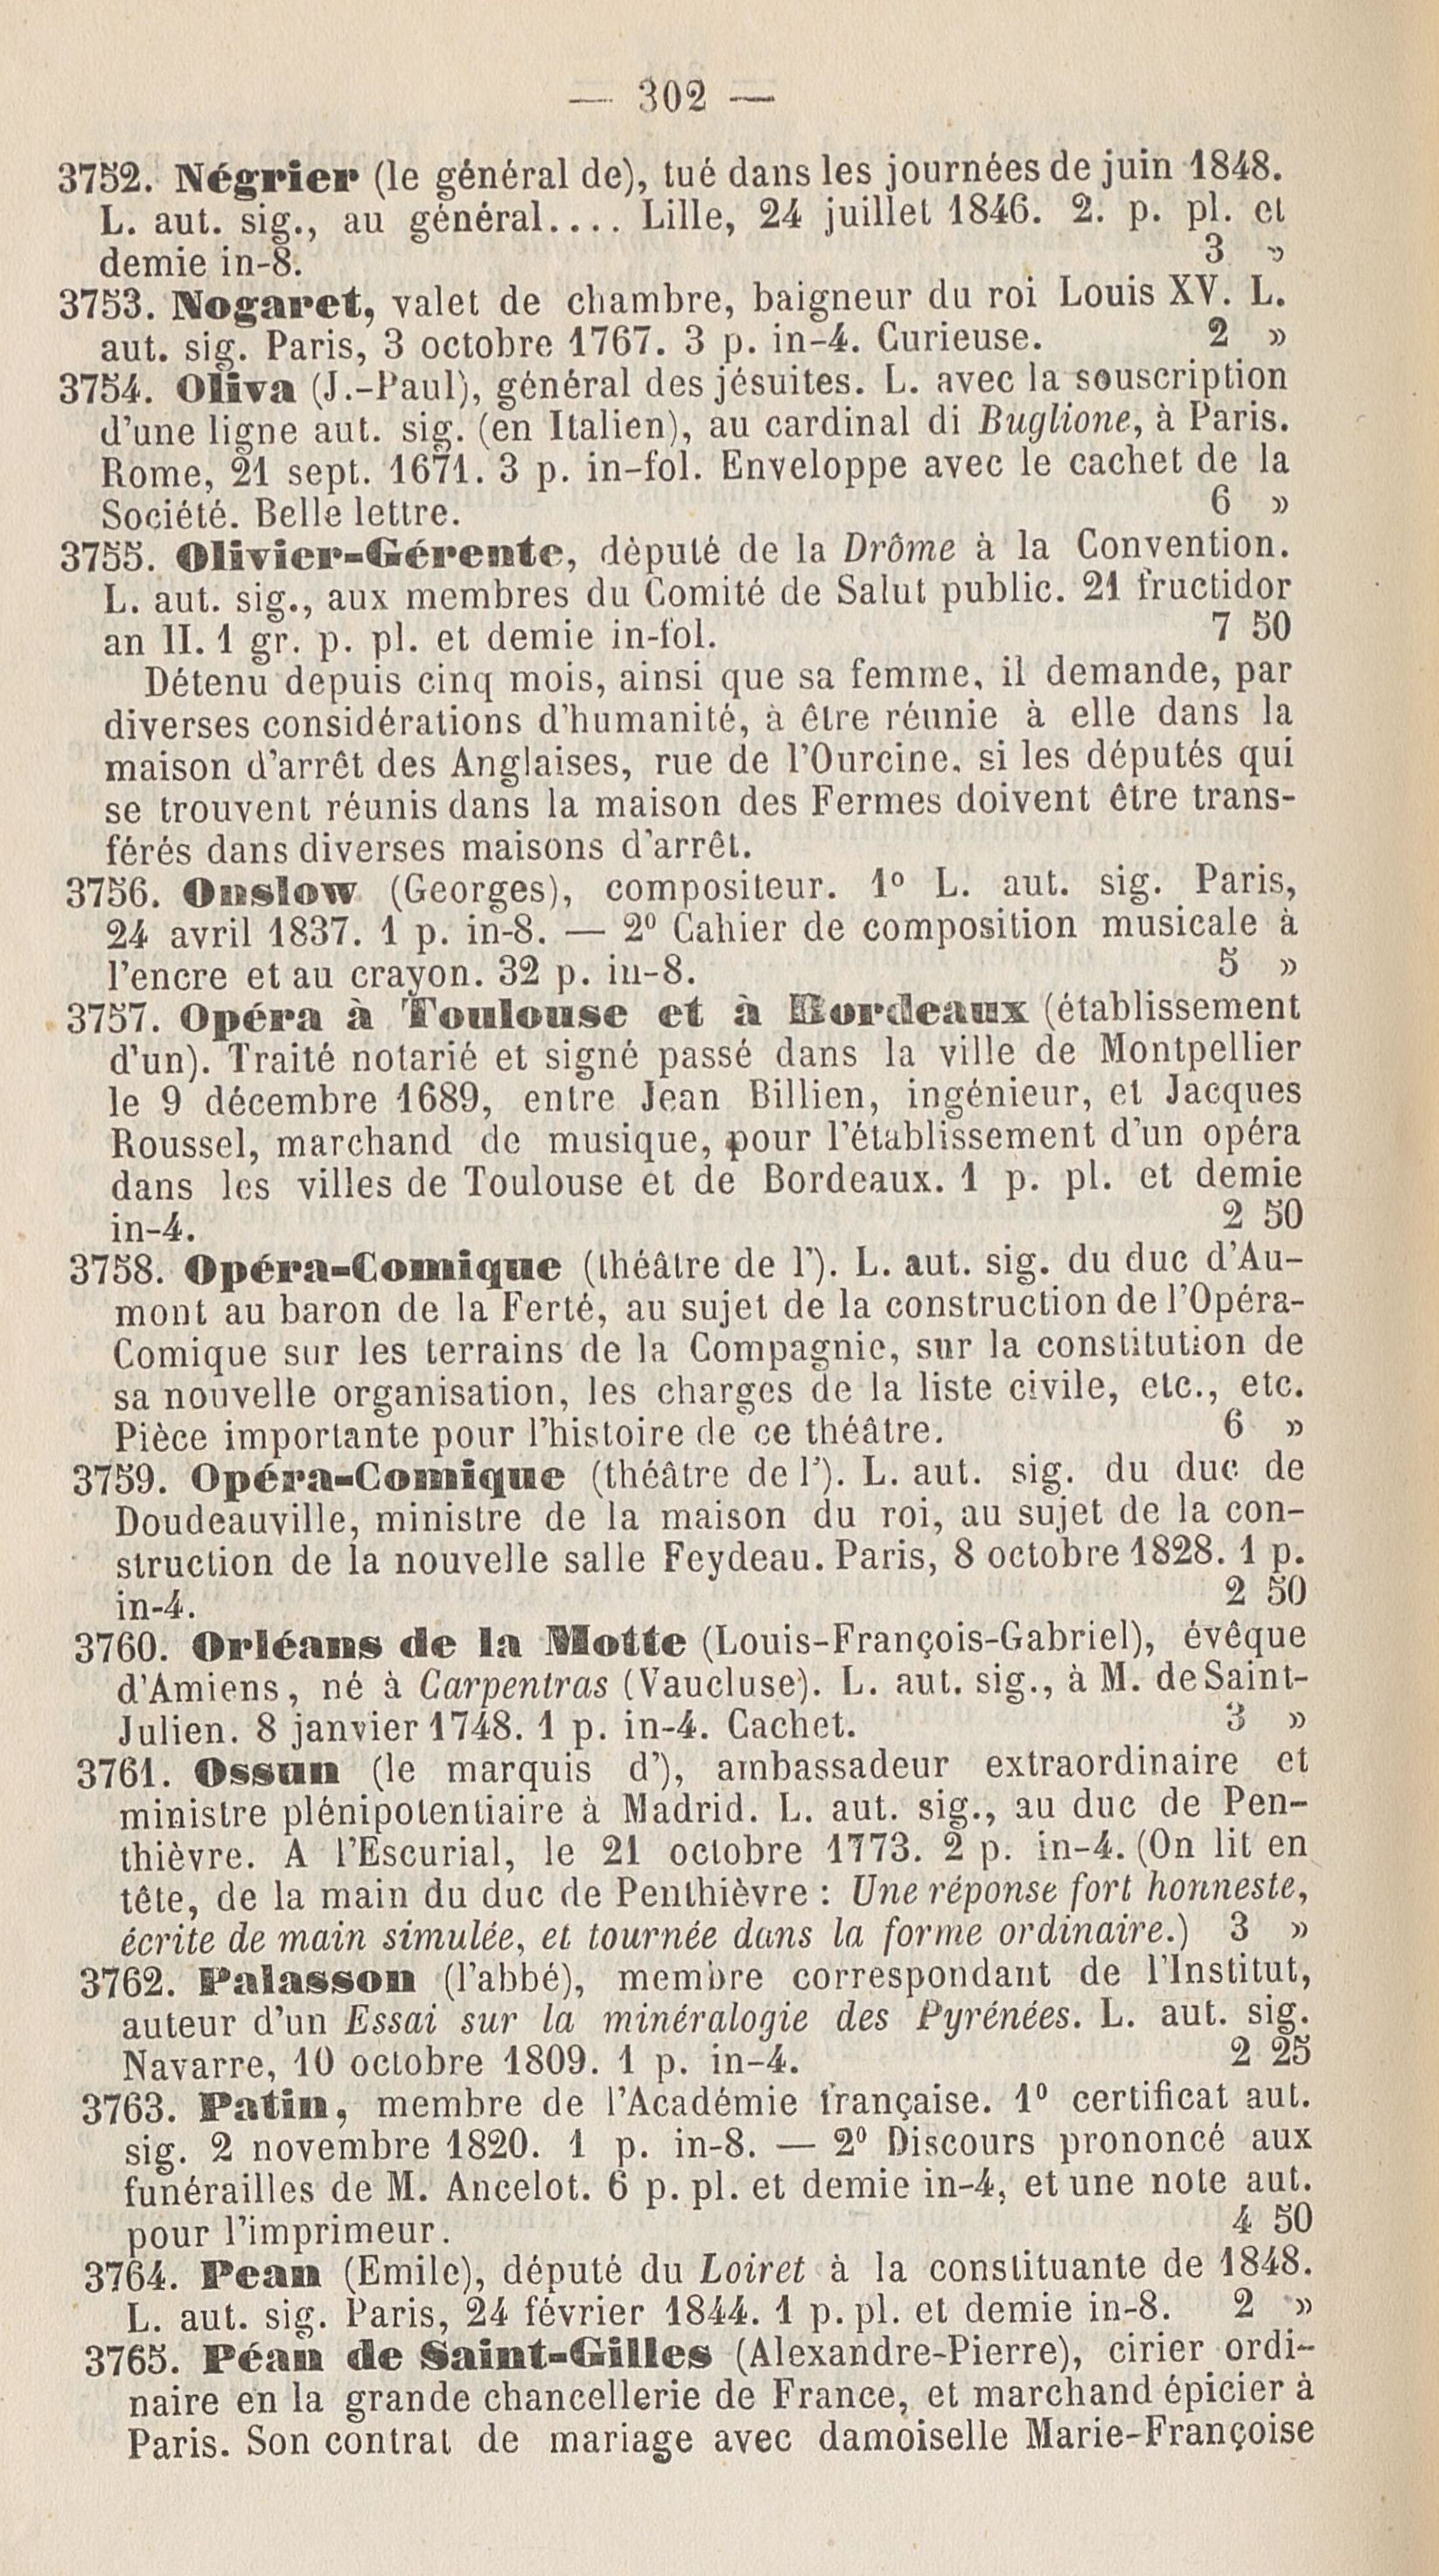 — 302 —
3752. Négrier (le général de), tué dans les journées de juin 1848.
L. aut. sig., au général.... Lille, 24 juillet 1846. 2. p. pl. et
demie in-8. 3 »
3753. Nogaret, valet de chambre, baigneur du roi Louis XV. L.
aut. sig. Paris, 3 octobre 1767. 3 p. in-4. Curieuse. 2 »
3754. Oliva (J.-Paul), général des jésuites. L. avec la souscription
d'une ligne aut. sig. (en Italien), au cardinal di Buglione, à Paris.
Rome, 21 sept. 1671. 3 p. in-fol. Enveloppe avec le cachet de la
Société. Belle lettre. 6 »
3755. Olivier-Gérente, député de la Drôme à la Convention.
L. aut. sig., aux membres du Comité de Salut public. 21 fructidor
an II. 1 gr. p. pl. et demie in-fol. 7 50
Détenu depuis cinq mois, ainsi que sa femme, il demande, par
diverses considérations d'humanité, à être réunie à elle dans la
maison d'arrêt des Anglaises, rue de l'Ourcine, si les députés qui
se trouvent réunis dans la maison des Fermes doivent être trans-
férés dans diverses maisons d'arrêt.
3756. Onslow (Georges), compositeur. 1º L. aut. sig. Paris,
24 avril 1837. 1 p. in-8. — 2º Cahier de composition musicale à
l'encre et au crayon. 32 p. in-8. 5 »
3757. Opéra à Toulouse et à Bordeaux (établissement
d'un). Traité notarié et signé passé dans la ville de Montpellier
le 9 décembre 1689, entre Jean Billien, ingénieur, et Jacques
Roussel, marchand de musique, pour l'établissement d'un opéra
dans les villes de Toulouse et de Bordeaux. 1 p. pl. et demie
in-4. 2 50
3758. Opéra-Comique (théâtre de l'). L. aut. sig. du duc d'Au-
mont au baron de la Ferté, au sujet de la construction de l'Opéra-
Comique sur les terrains de la Compagnie, sur la constitution de
sa nouvelle organisation, les charges de la liste civile, etc., etc.
Pièce importante pour l'histoire de ce théâtre. 6 »
3759. Opéra-Comique (théâtre de l'). L. aut. sig. du duc de
Doudeauville, ministre de la maison du roi, au sujet de la con-
struction de la nouvelle salle Feydeau. Paris, 8 octobre 1828. 1 p.
in-4. 2 50
3760. Orléans de la Motte (Louis-François-Gabriel), évêque
d'Amiens, né à Carpentras (Vaucluse). L. aut. sig., à M. de Saint-
Julien. 8 janvier 1748. 1 p. in-4. Cachet. 3 »
3761. Ossun (le marquis d'), ambassadeur extraordinaire et
ministre plénipotentiaire à Madrid. L. aut. sig., au duc de Pen-
thièvre. A l'Escurial, le 21 octobre 1773. 2 p. in-4. (On lit en
tête, de la main du duc de Penthièvre : Une réponse fort honneste,
écrite de main simulée, et tournée dans la forme ordinaire.) 3 »
3762. Palasson (l'abbé), membre correspondant de l'Institut,
auteur d'un Essai sur la minéralogie des Pyrénées. L. aut. sig.
Navarre, 10 octobre 1809. 1 p. in-4. 2 25
3763. Patin, membre de l'Académie française. 1º certificat aut.
sig. 2 novembre 1820. 1 p. in-8. — 2º Discours prononcé aux
funérailles de M. Ancelot. 6 p. pl. et demie in-4, et une note aut.
pour l'imprimeur. 4 50
3764. Pean (Emile), député du Loiret à la constituante de 1848.
L. aut. sig. Paris, 24 février 1844. 1 p. pl. et demie in-8. 2 »
3765. Péan de Saint-Gilles (Alexandre-Pierre), cirier ordi-
naire en la grande chancellerie de France, et marchand épicier à
Paris. Son contrat de mariage avec damoiselle Marie-Françoise